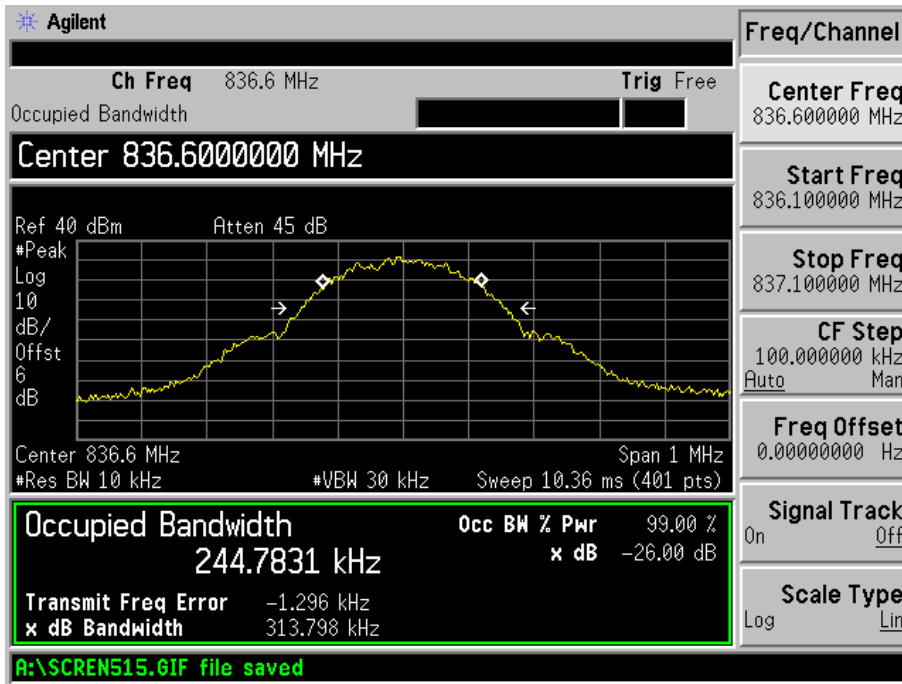 Agilent
Freq/Channel
Ch Freq 836.6 MHz Trig Free
Occupied Bandwidth
Center 836.6000000 MHz
Ref 40 dBm Atten 45 dB
#Peak
Log
10
dB/
Offst
6
dB
Center 836.6 MHz Span 1 MHz
#Res BW 10 kHz #VBW 30 kHz Sweep 10.36 ms (401 pts)
Occupied Bandwidth
244.7831 kHz
Occ BW % Pwr 99.00 %
x dB -26.00 dB
Transmit Freq Error -1.296 kHz
x dB Bandwidth 313.798 kHz
A:\SCREN515.GIF file saved
Center Freq
836.600000 MHz
Start Freq
836.100000 MHz
Stop Freq
837.100000 MHz
CF Step
100.000000 kHz
Auto Man
Freq Offset
0.00000000 Hz
Signal Track
On Off
Scale Type
Log Lin